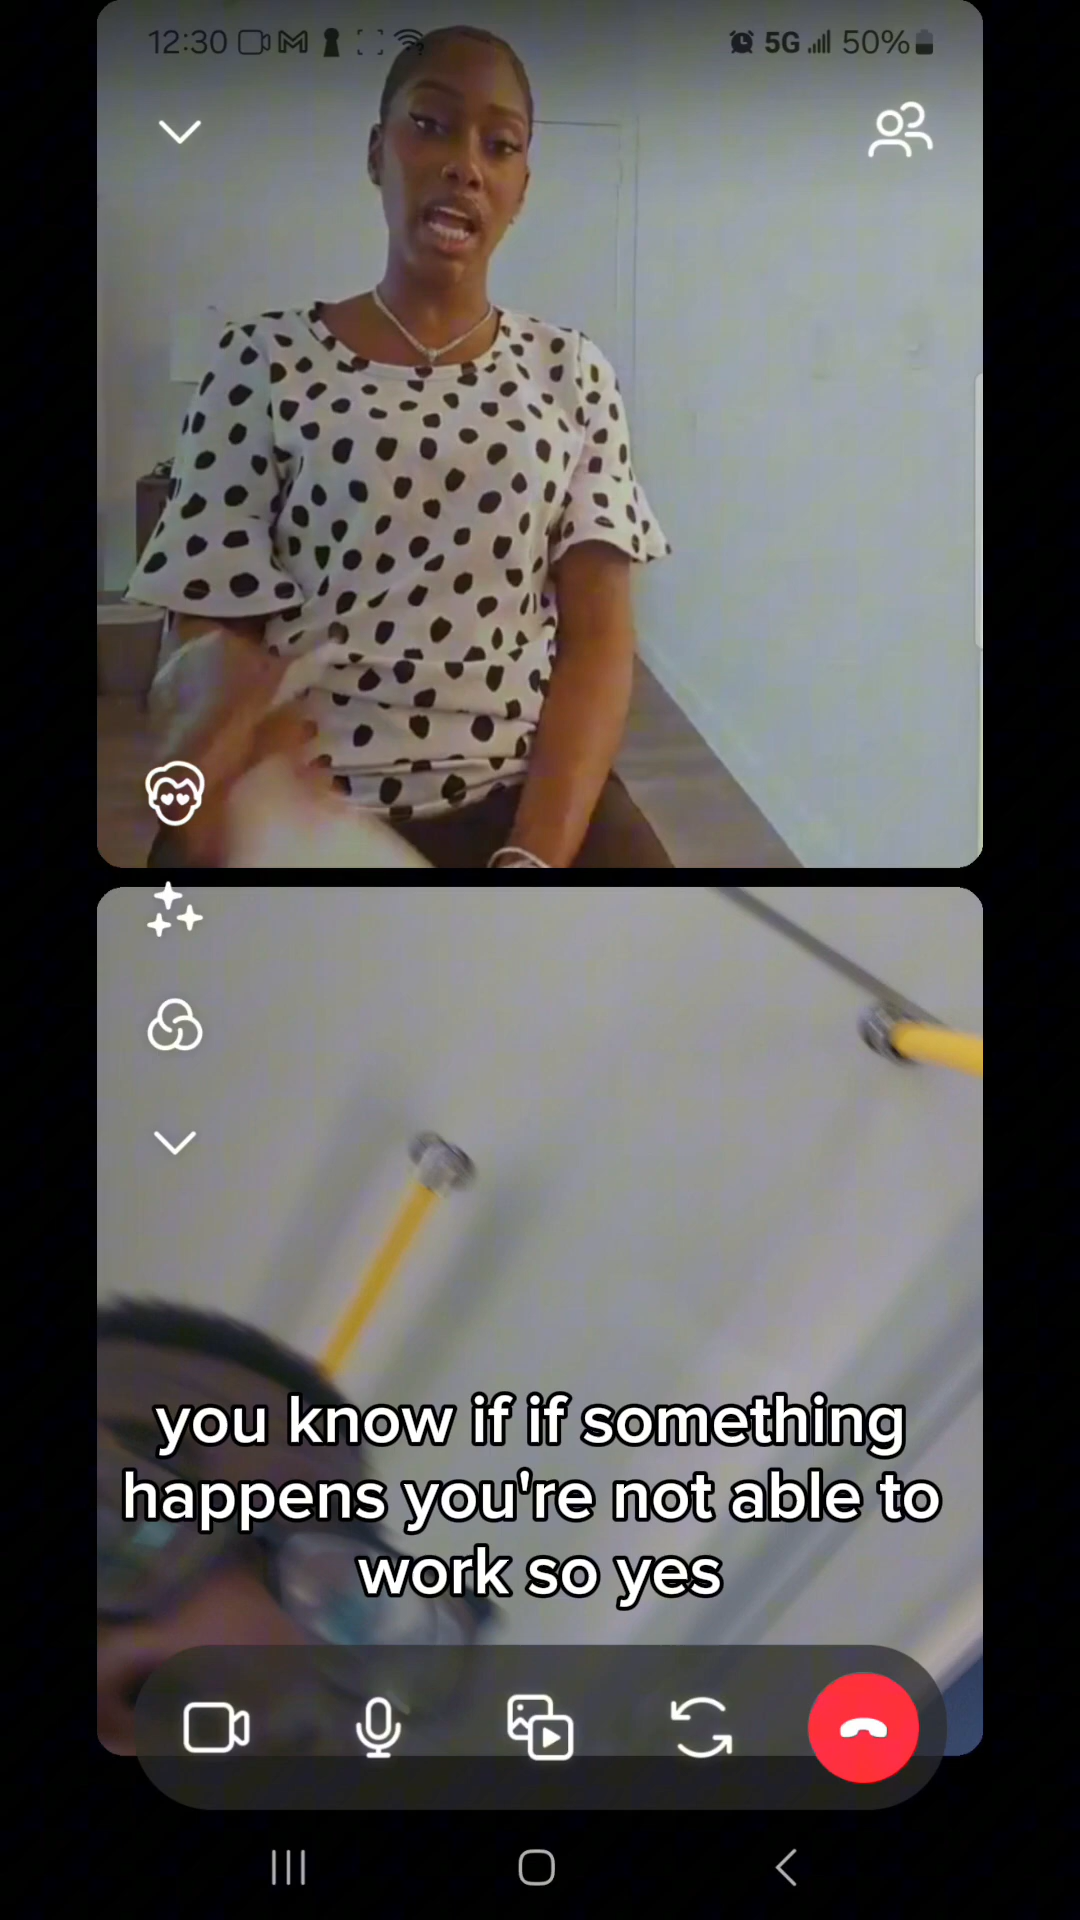 12:30 5G 50%
you know if if something
happens you're not able to
work so yes